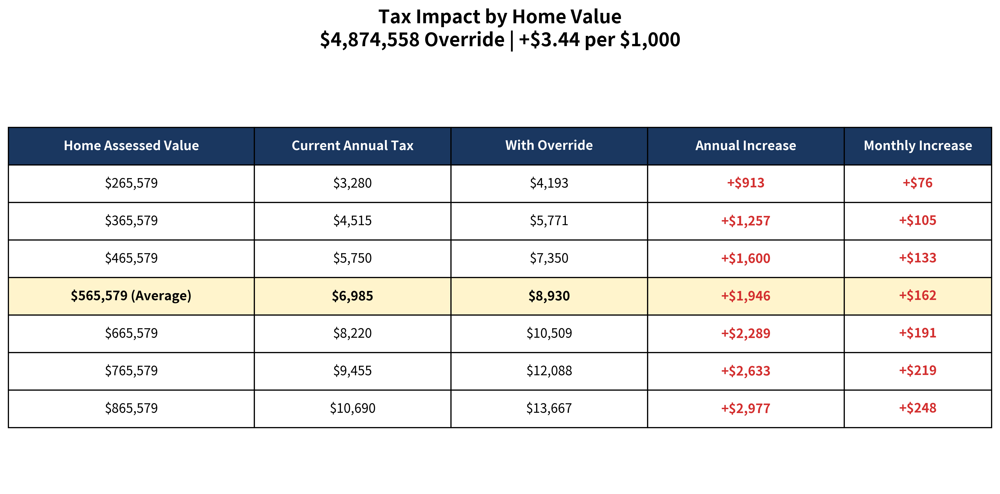 Tax Impact by Home Value
$4,874,558 Override | +$3.44 per $1,000
Home Assessed Value Current Annual Tax With Override Annual Increase Monthly Increase
$265,579 $3,280 $4,193 +$913 +$76
$365,579 $4,515 $5,771 +$1,257 +$105
$465,579 $5,750 $7,350 +$1,600 +$133
$565,579 (Average) $6,985 $8,930 +$1,946 +$162
$665,579 $8,220 $10,509 +$2,289 +$191
$765,579 $9,455 $12,088 +$2,633 +$219
$865,579 $10,690 $13,667 +$2,977 +$248